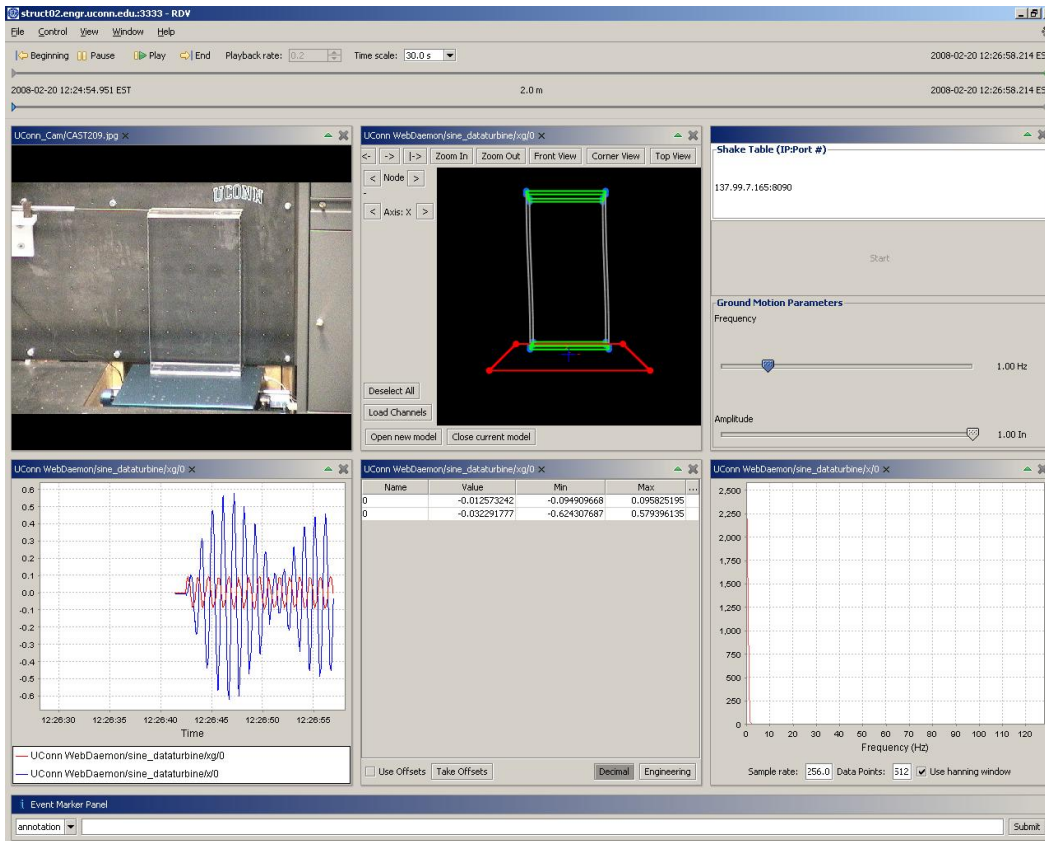 struct02.engr.uconn.edu.:3333 - RDV
File Control View Window Help
Beginning Pause Play End Playback rate: 0.2 Time scale: 30.0 s 2008-02-20 12:26:58.214 ES
2008-02-20 12:24:54.951 EST 2.0 m 2008-02-20 12:26:58.214 ES
UConn_Cam/CAST209.jpg
UCONN
UConn WebDaemon/sine_dataturbine/xg/0
<- -> |-> Zoom In Zoom Out Front View Corner View Top View
< Node >
-
< Axis: X >
Deselect All
Load Channels
Open new model Close current model
Shake Table (IP:Port #)
137.99.7.165:8090
Start
Ground Motion Parameters
Frequency
1.00 Hz
Amplitude
1.00 In
UConn WebDaemon/sine_dataturbine/xg/0
0.6
0.5
0.4
0.3
0.2
0.1
0.0
-0.1
-0.2
-0.3
-0.4
-0.5
-0.6
12:26:30 12:26:35 12:26:40 12:26:45 12:26:50 12:26:55
Time
UConn WebDaemon/sine_dataturbine/xg/0
UConn WebDaemon/sine_dataturbine/x/0
UConn WebDaemon/sine_dataturbine/xg/0
Name Value Min Max ...
0 -0.012573242 -0.094909668 0.095825195
0 -0.032291777 -0.624307687 0.579396135
Use Offsets Take Offsets Decimal Engineering
UConn WebDaemon/sine_dataturbine/x/0
2,500
2,250
2,000
1,750
1,500
1,250
1,000
750
500
250
0
0 10 20 30 40 50 60 70 80 90 100 110 120
Frequency (Hz)
Sample rate: 256.0 Data Points: 512 Use hanning window
Event Marker Panel
annotation Submit